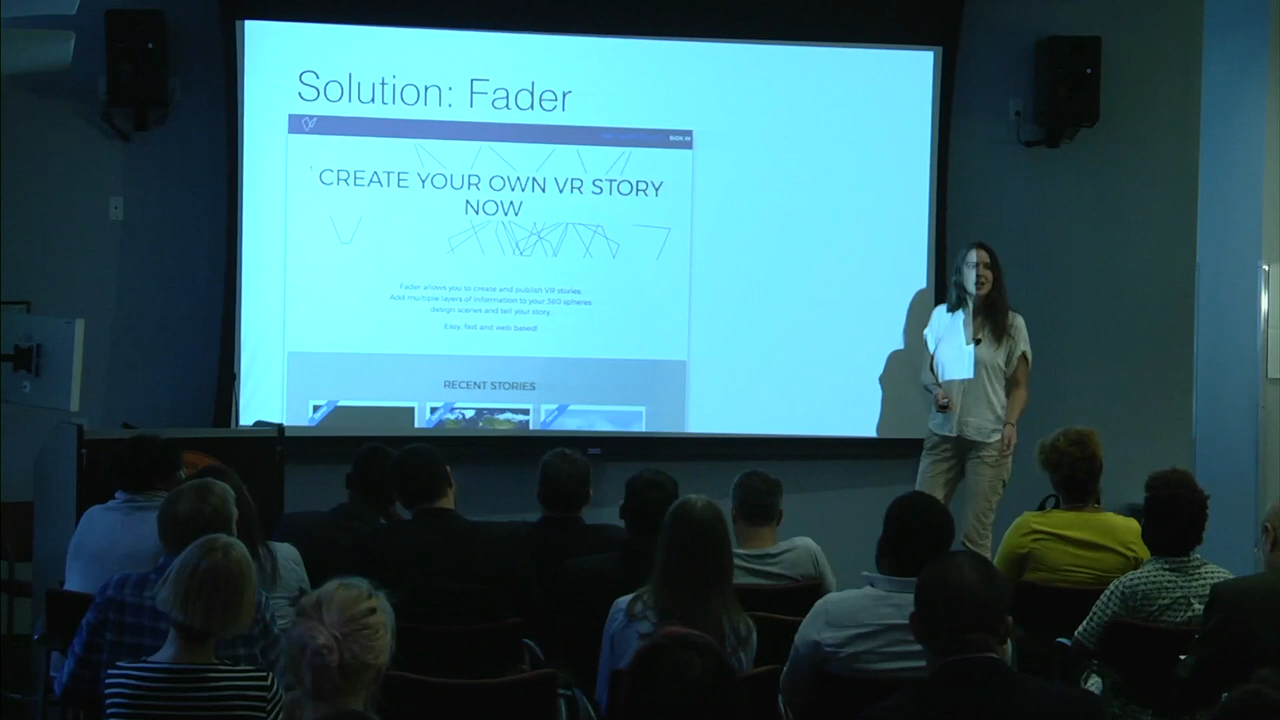 Solution: Fader
SIGN IN
CREATE YOUR OWN VR STORY
NOW
Fader allows you to create and publish VR stories.
Add multiple layers of information to your 360 spheres
design scenes and tell your story...
Easy, fast and web based!
RECENT STORIES